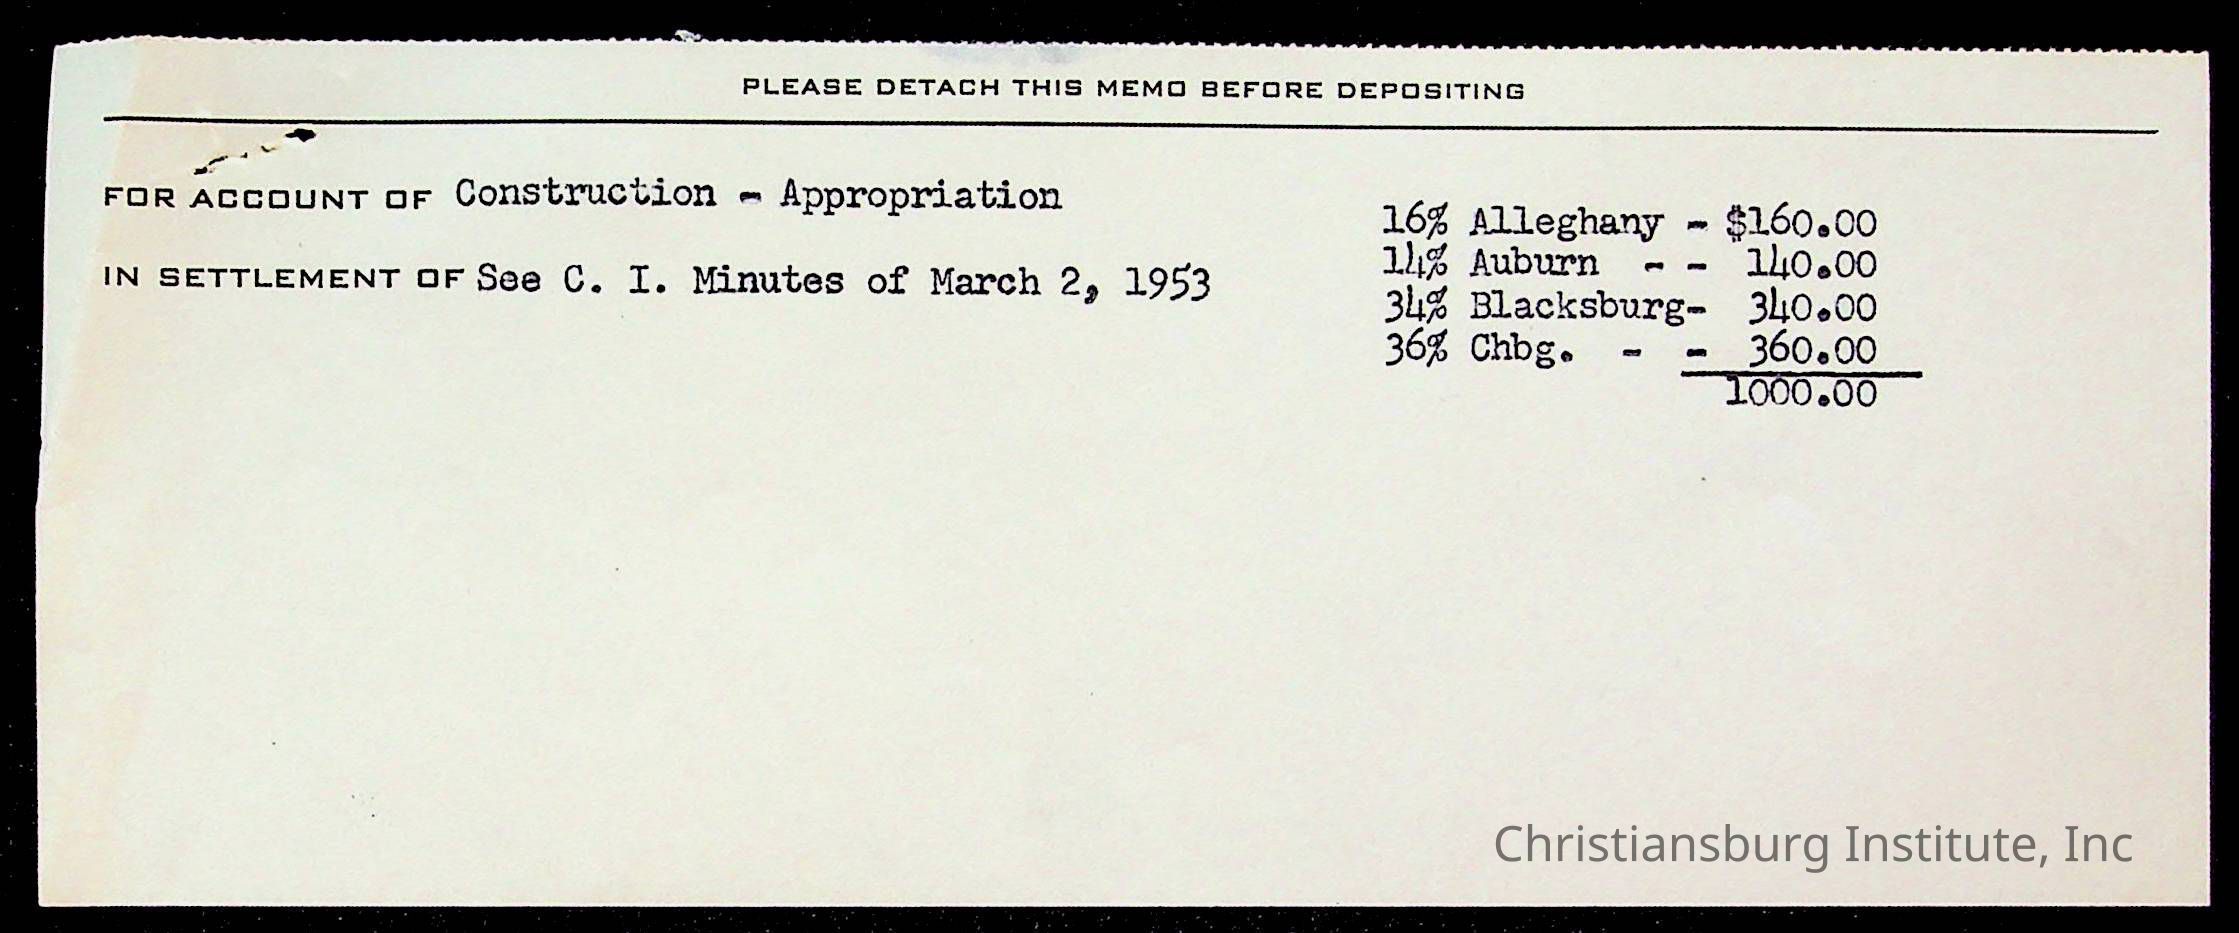 PLEASE DETACH THIS MEMO BEFORE DEPOSITING
FOR ACCOUNT OF Construction - Appropriation
IN SETTLEMENT OF See C. I. Minutes of March 2, 1953
16% Alleghany - $160.00
14% Auburn - - 140.00
34% Blacksburg- 340.00
36% Chbg. - - 360.00
1000.00
Christiansburg Institute, Inc